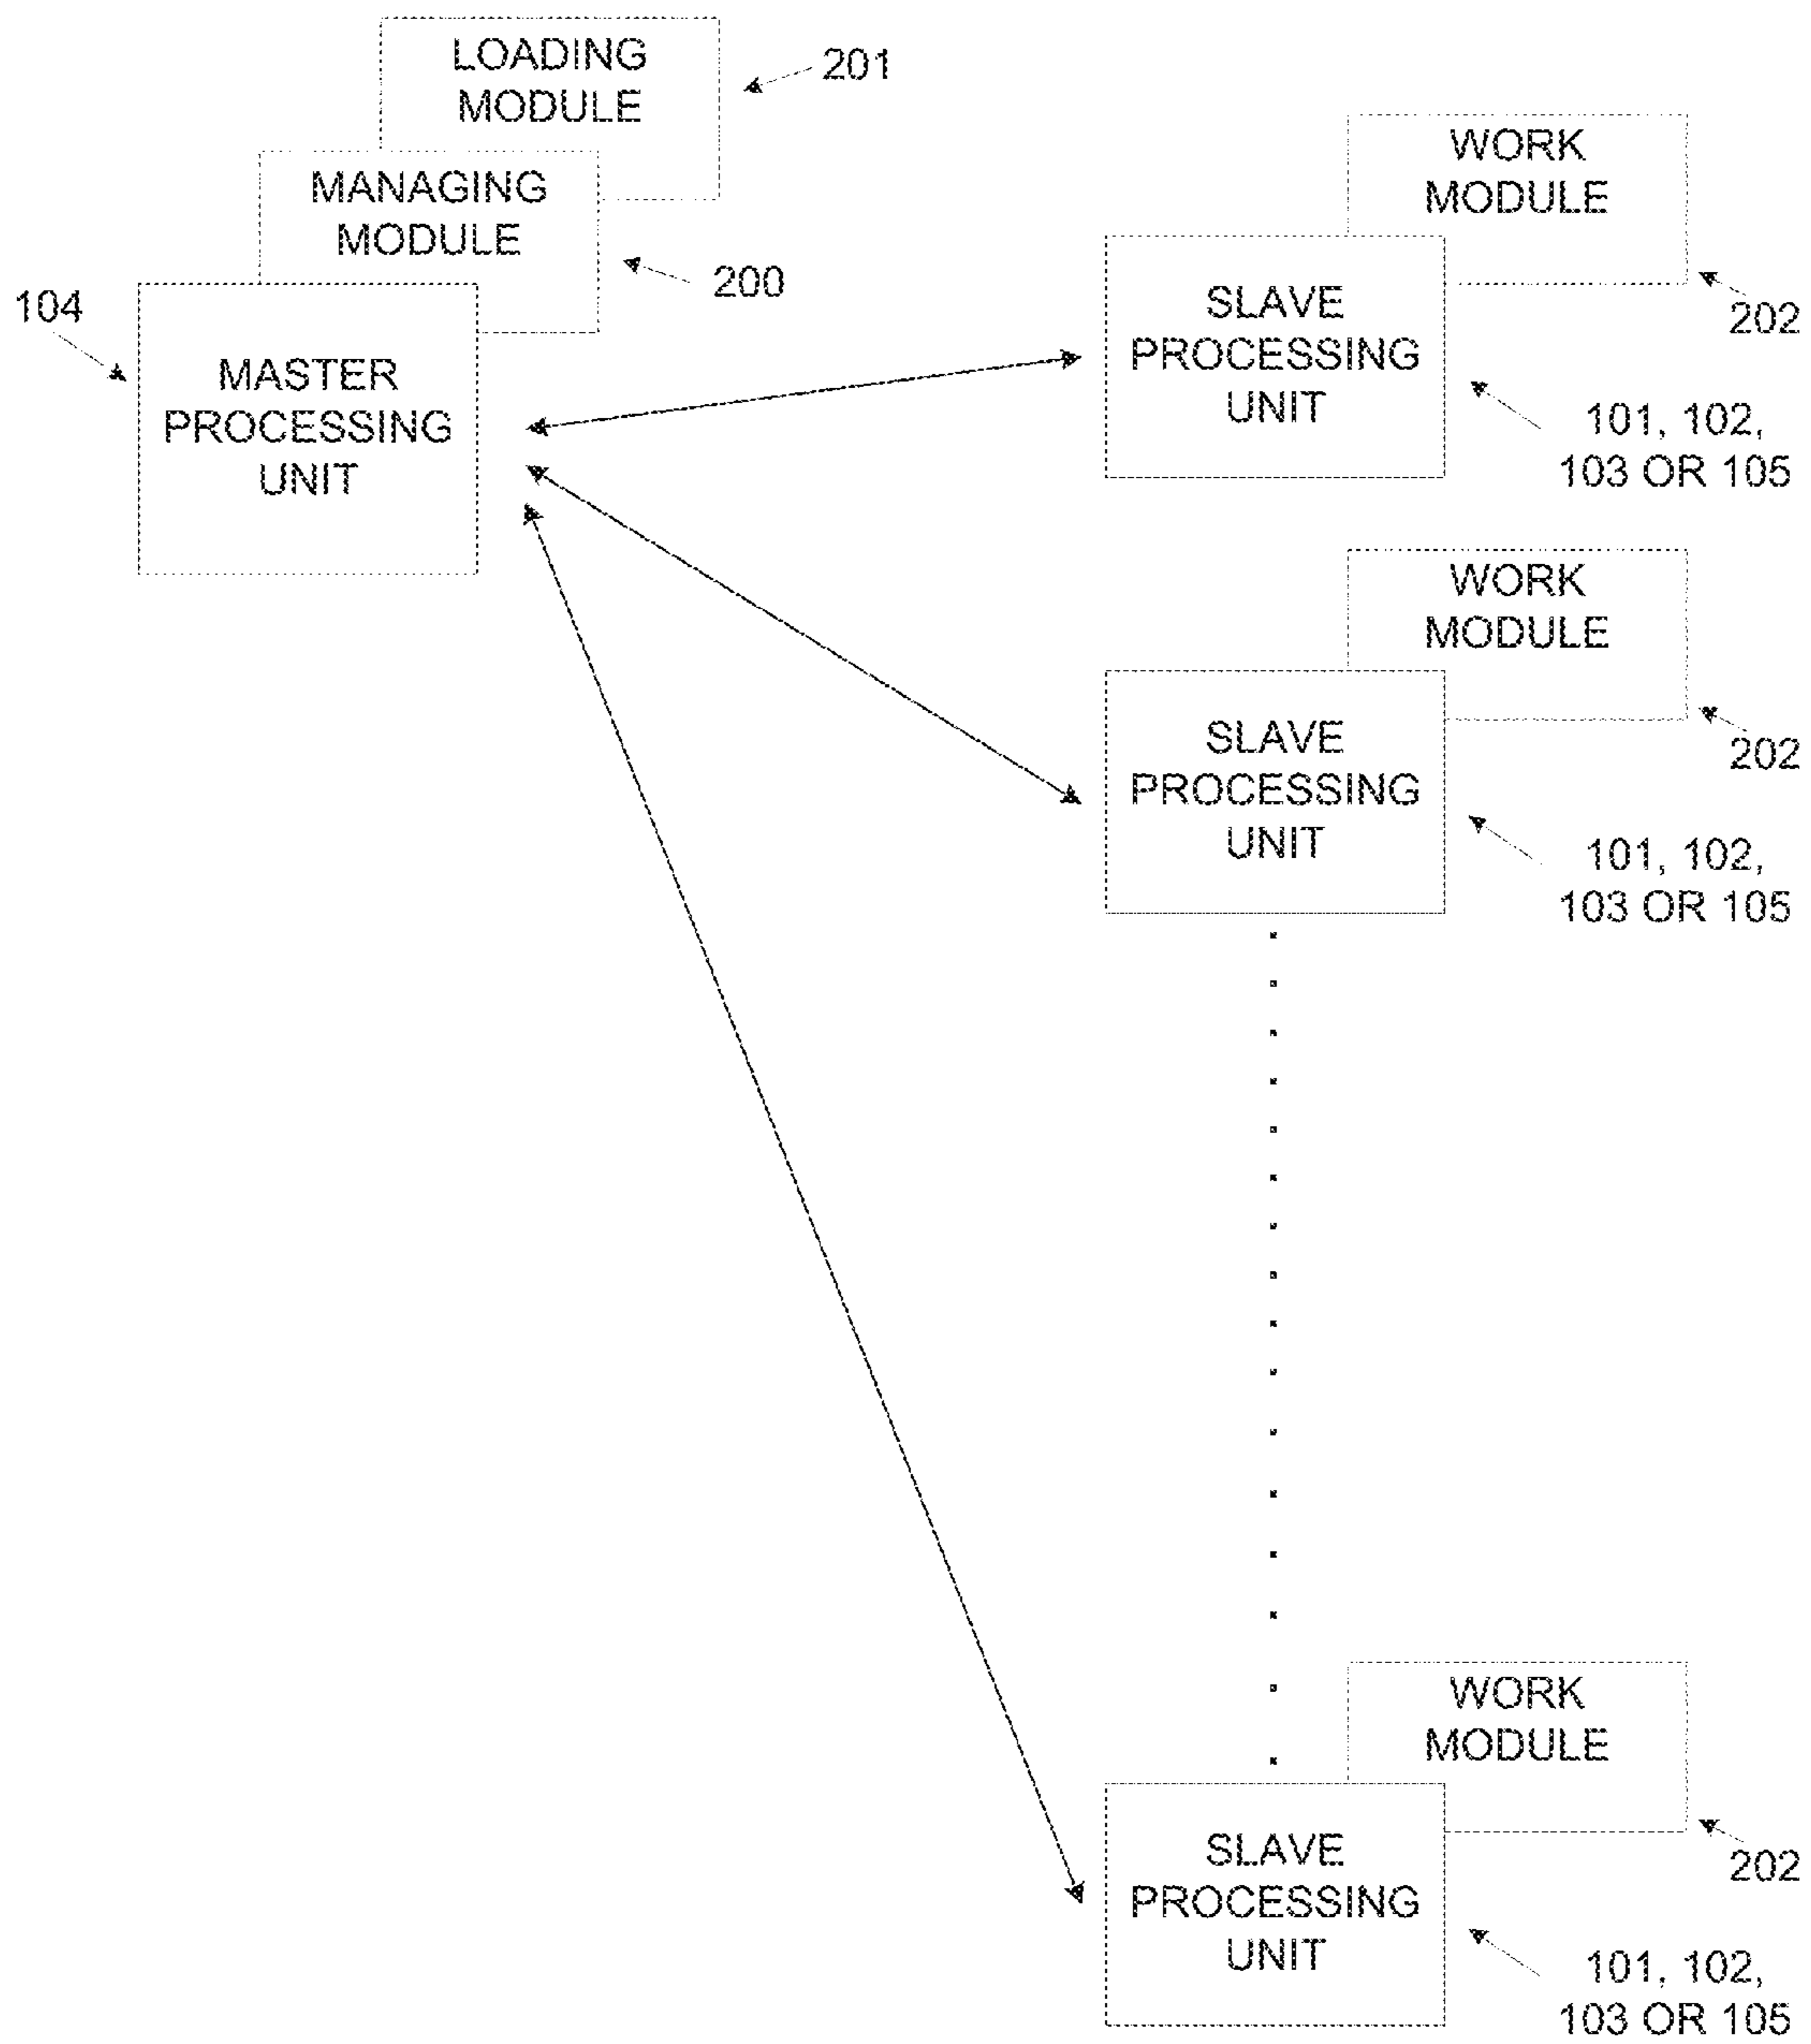 LOADING
MODULE
201
MANAGING
MODULE
200
104
MASTER
PROCESSING
UNIT
WORK
MODULE
202
SLAVE
PROCESSING
UNIT
101, 102,
103 OR 105
WORK
MODULE
202
SLAVE
PROCESSING
UNIT
101, 102,
103 OR 105
WORK
MODULE
202
SLAVE
PROCESSING
UNIT
101, 102,
103 OR 105